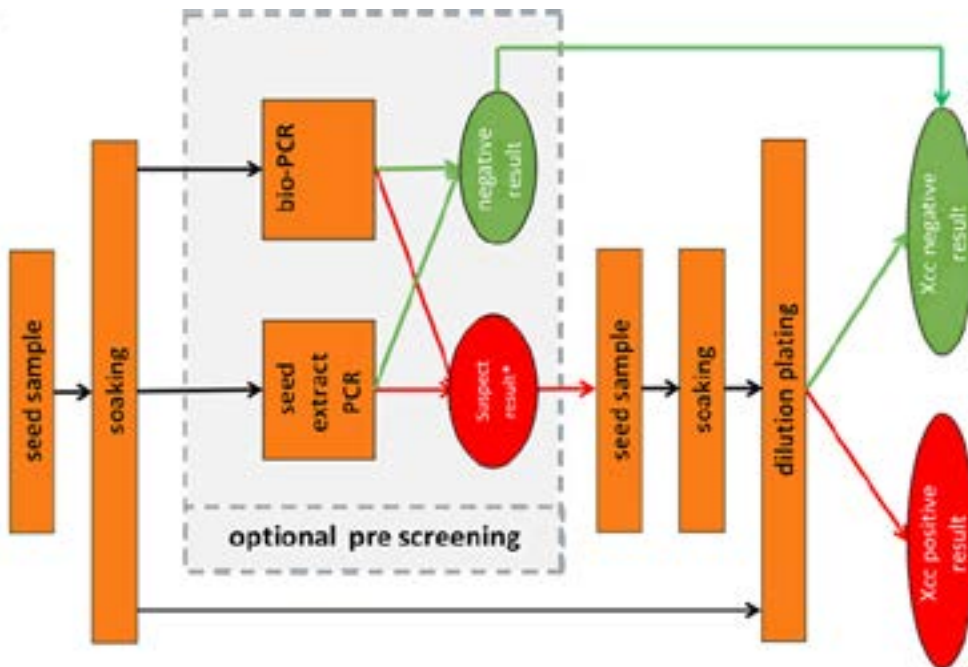 seed sample
soaking
bio-PCR
seed
extract
PCR
negative
result
Suspect
result*
optional pre screening
seed sample
soaking
dilution plating
Xcc negative
result
Xcc positive
result